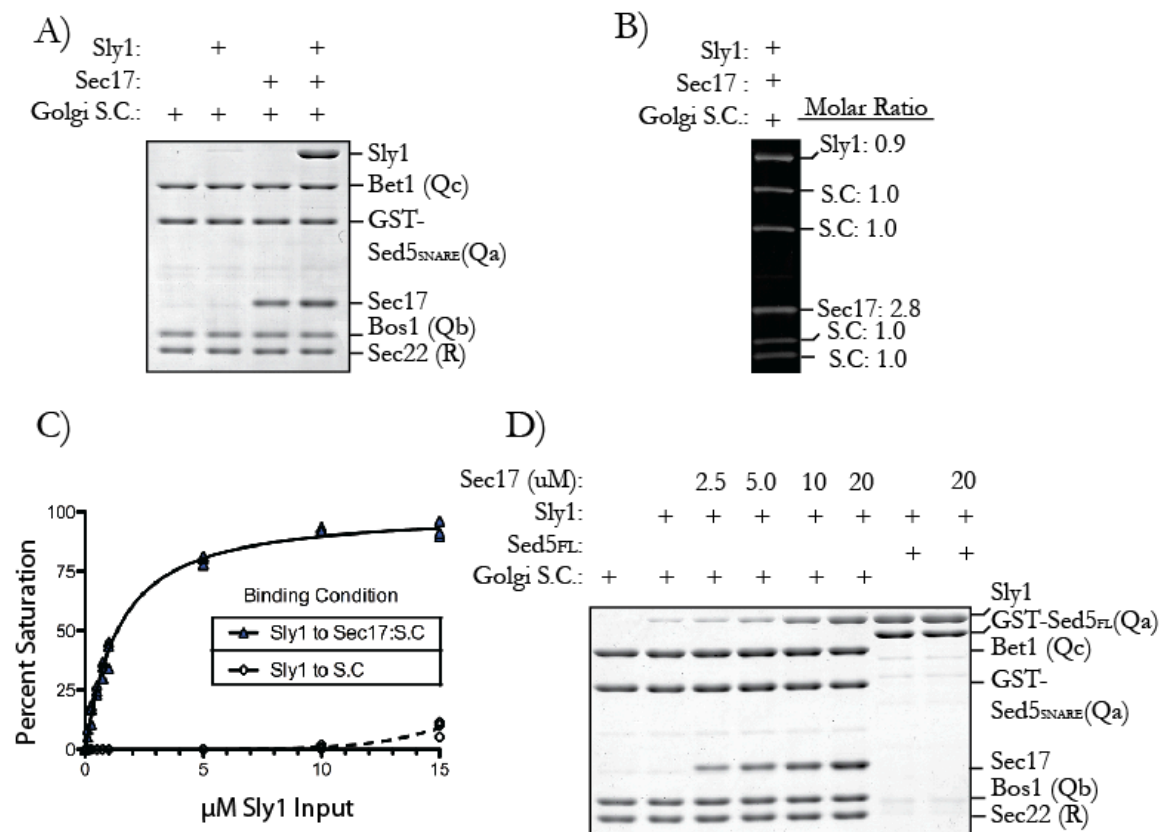 A)
Sly1: + +
Sec17: + +
Golgi S.C.: + + + +
Sly1
Bet1 (Qc)
GST-
Sed5SNARE(Qa)
Sec17
Bos1 (Qb)
Sec22 (R)
B)
Sly1: +
Sec17 : +
Golgi S.C.: +
Molar Ratio
Sly1: 0.9
S.C: 1.0
S.C: 1.0
Sec17: 2.8
S.C: 1.0
S.C: 1.0
C)
Percent Saturation
100
75
50
25
0
0 5 10 15
µM Sly1 Input
Binding Condition
Sly1 to Sec17:S.C
Sly1 to S.C
D)
Sec17 (uM): 2.5 5.0 10 20 20
Sly1: + + + + + + +
Sed5FL: + +
Golgi S.C.: + + + + + +
Sly1
GST-Sed5FL(Qa)
Bet1 (Qc)
GST-
Sed5SNARE(Qa)
Sec17
Bos1 (Qb)
Sec22 (R)